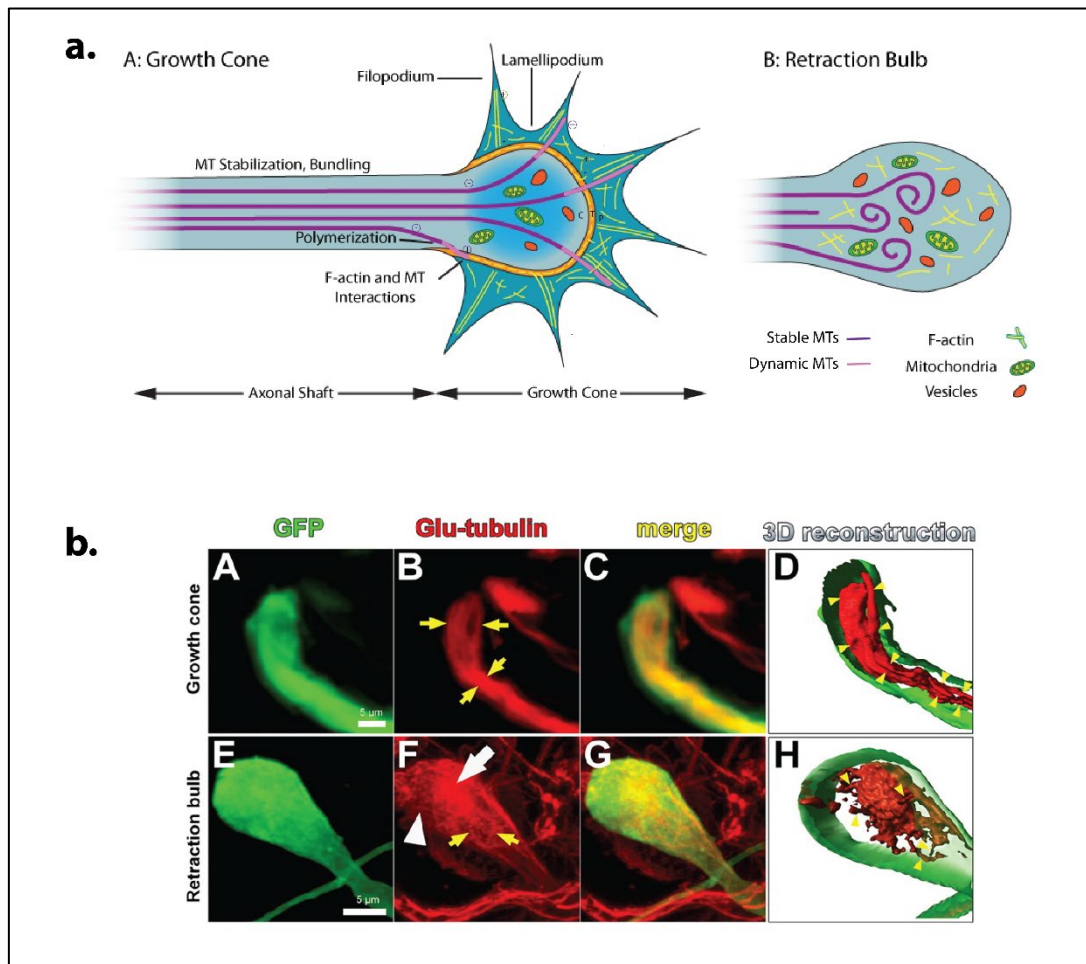 a.
A: Growth Cone
Lamellipodium
B: Retraction Bulb
Filopodium
MT Stabilization, Bundling
C T P
Polymerization
F-actin and MT
Interactions
Stable MTs
F-actin
Dynamic MTs
Mitochondria
Vesicles
Axonal Shaft
Growth Cone
b.
GFP
Glu-tubulin
merge
3D reconstruction
Growth cone
A
B
C
D
5 µm
Retraction bulb
E
F
G
H
5 µm